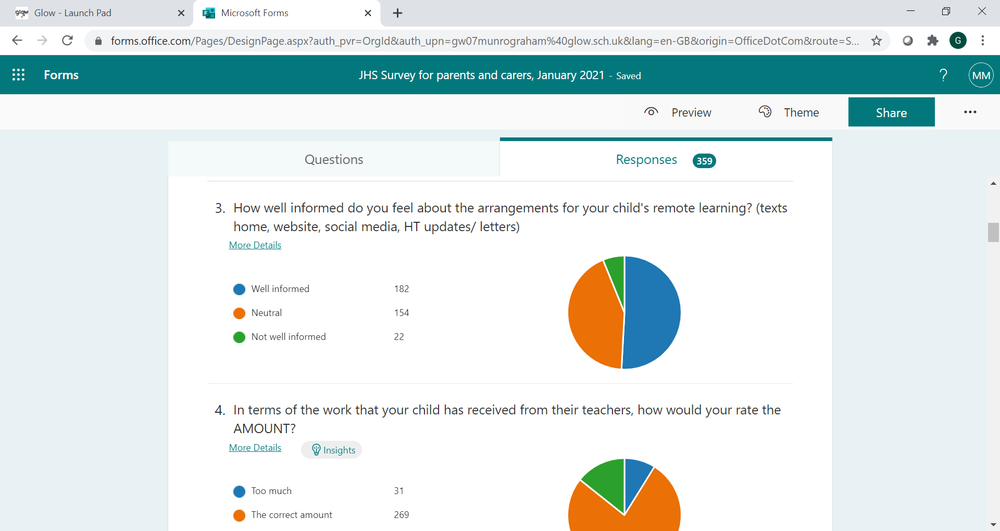 glow Glow - Launch Pad
Microsoft Forms
forms.office.com/Pages/DesignPage.aspx?auth_pvr=OrgId&auth_upn=gw07munrograham%40glow.sch.uk&lang=en-GB&origin=OfficeDotCom&route=S...
G
Forms
JHS Survey for parents and carers, January 2021 - Saved
? MM
Preview
Theme
Share
Questions
Responses 359
3. How well informed do you feel about the arrangements for your child's remote learning? (texts
home, website, social media, HT updates/ letters)
More Details
Well informed 182
Neutral 154
Not well informed 22
4. In terms of the work that your child has received from their teachers, how would your rate the
AMOUNT?
More Details
Insights
Too much 31
The correct amount 269